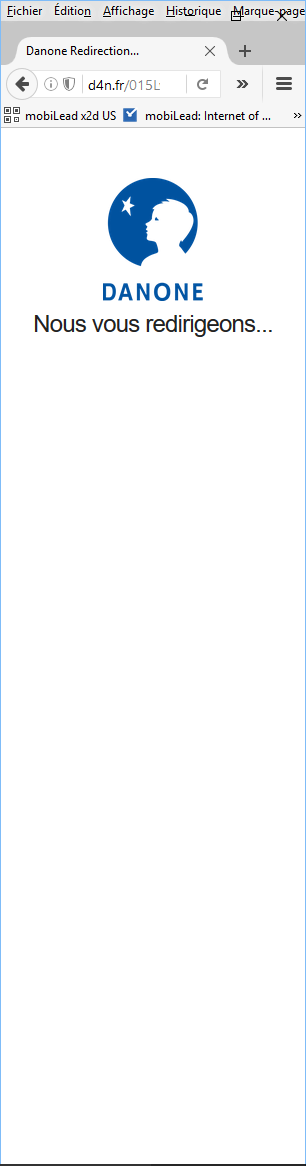 Fichier Édition Affichage Historique Marque-page
Danone Redirection...
d4n.fr/015L
mobiLead x2d US mobiLead: Internet of ...
DANONE
Nous vous redirigeons...